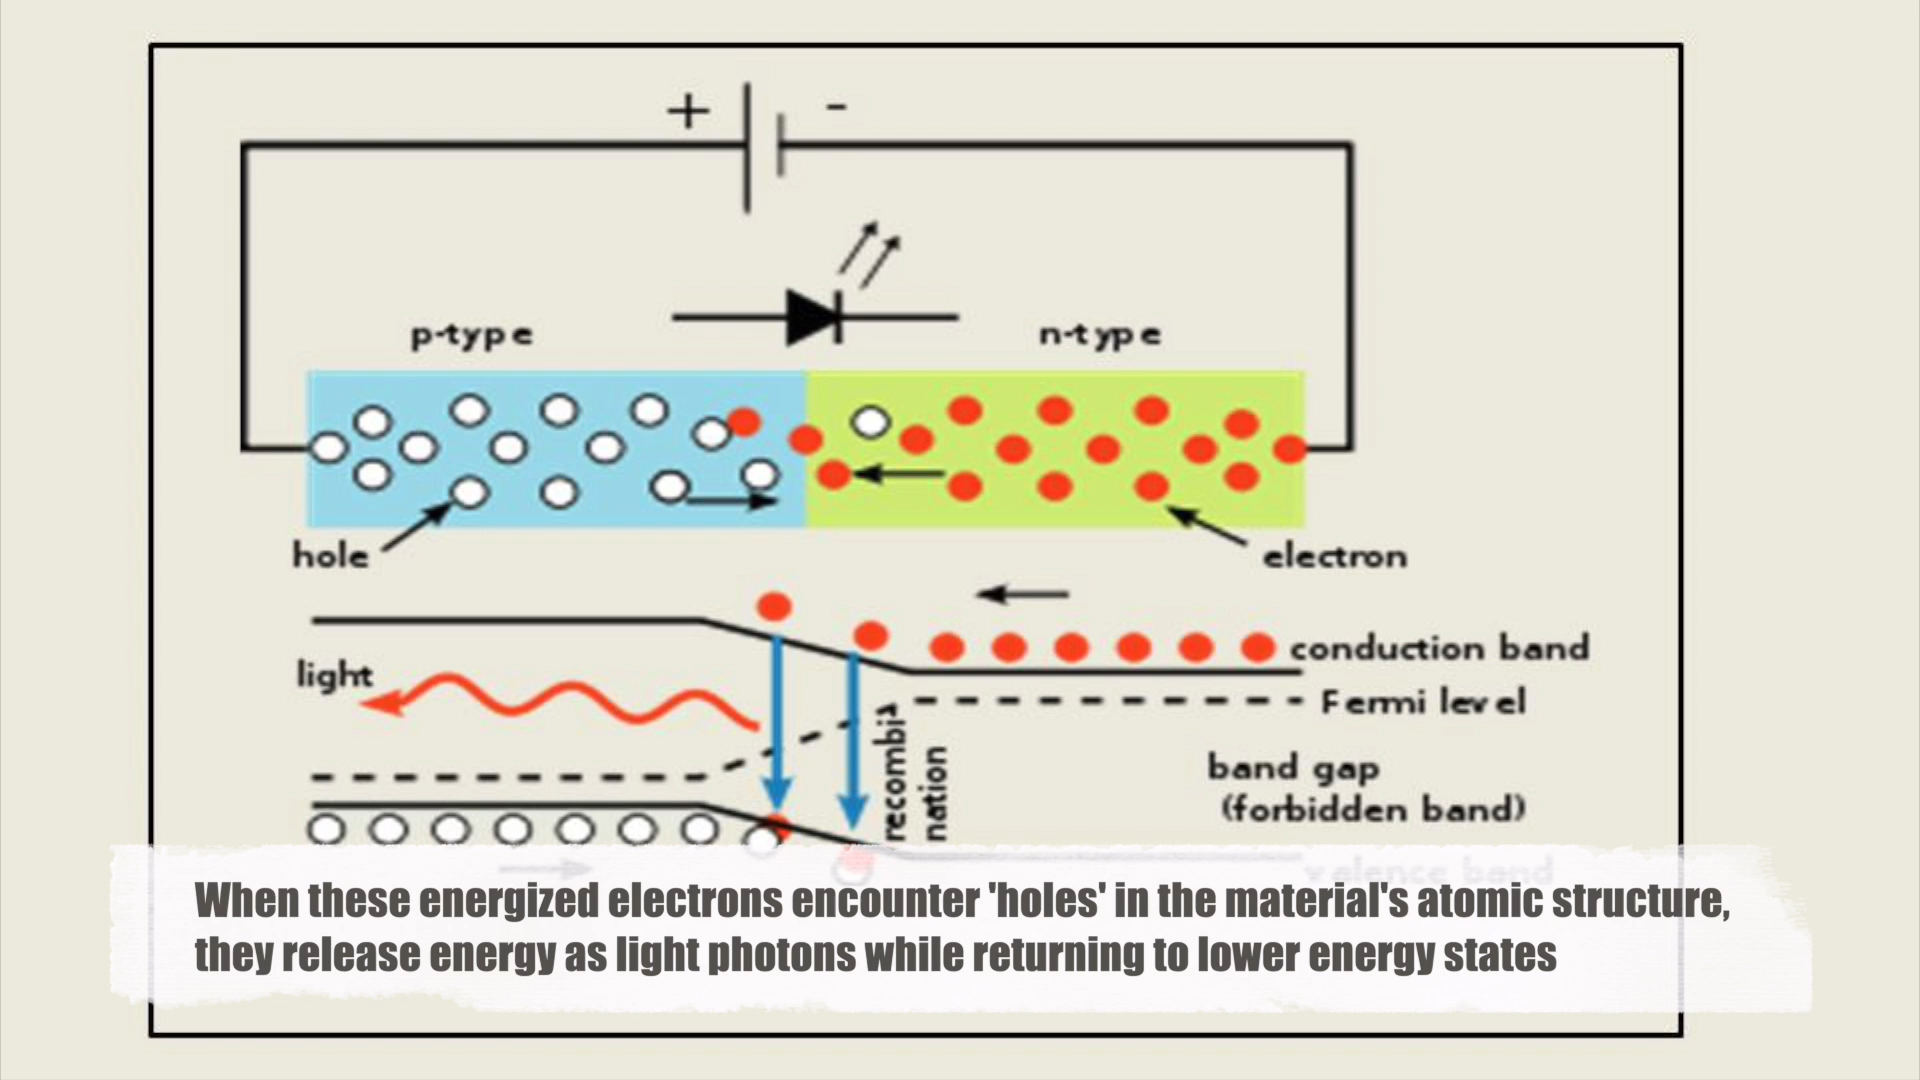 + -
p-type
n-type
hole
electron
conduction band
light
Fermi level
recombi
nation
band gap
(forbidden band)
valence band
When these energized electrons encounter 'holes' in the material's atomic structure,
they release energy as light photons while returning to lower energy states